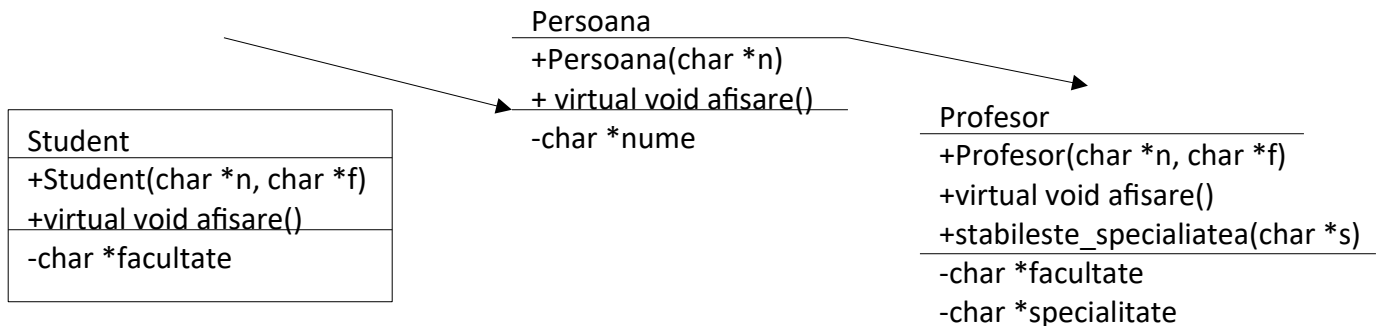 Persoana
+Persoana(char *n)
+ virtual void afisare()
-char *nume
Student
+Student(char *n, char *f)
+virtual void afisare()
-char *facultate
Profesor
+Profesor(char *n, char *f)
+virtual void afisare()
+stabileste_specialiatea(char *s)
-char *facultate
-char *specialitate